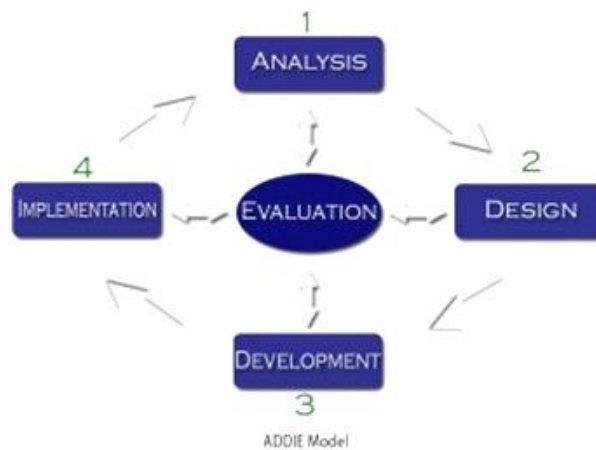 1
ANALYSIS
2
DESIGN
4
IMPLEMENTATION
EVALUATION
DEVELOPMENT
3
ADDIE Model